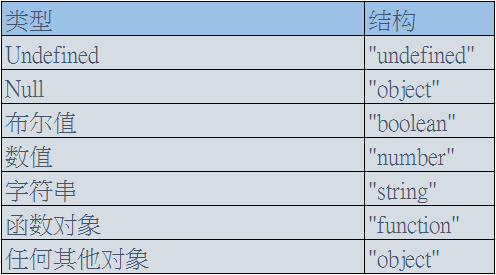 类型 结构
Undefined "undefined"
Null "object"
布尔值 "boolean"
数值 "number"
字符串 "string"
函数对象 "function"
任何其他对象 "object"